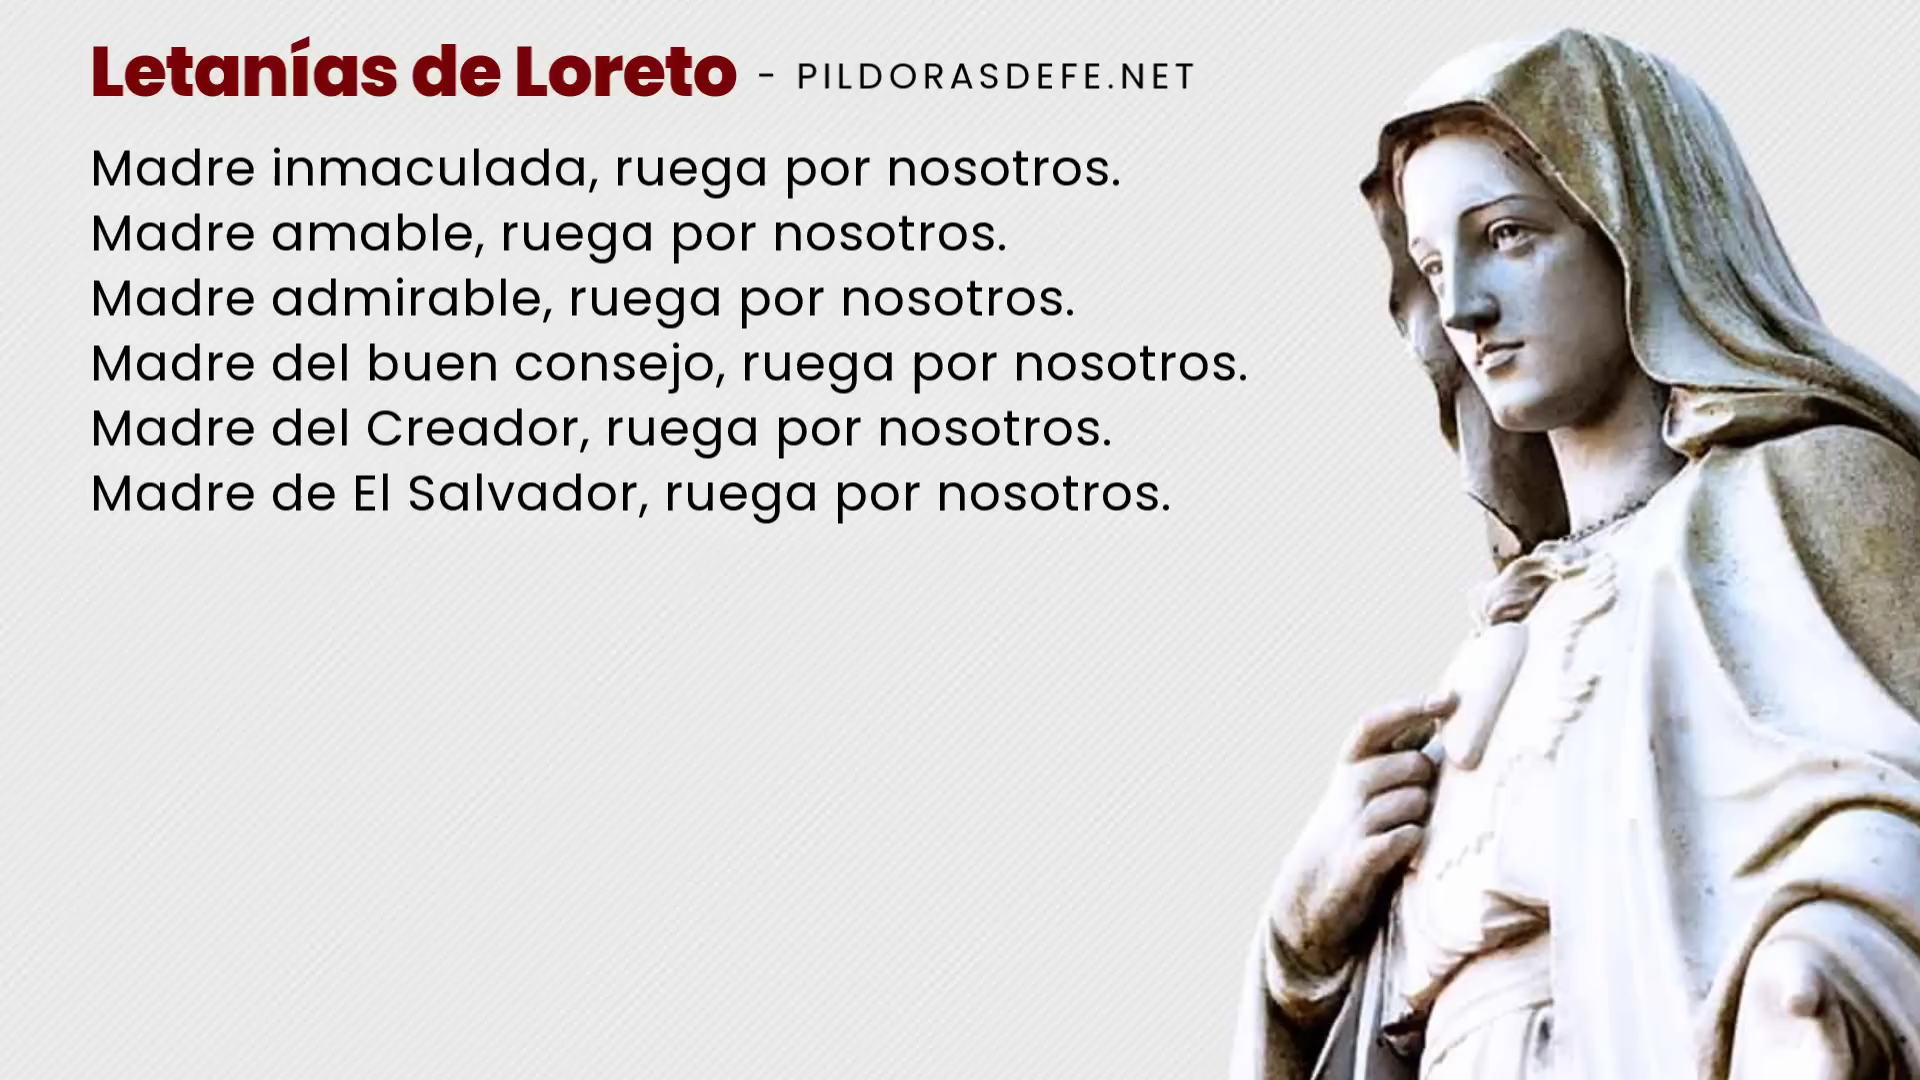 Letanías de Loreto - PILDORASDEFE.NET
Madre inmaculada, ruega por nosotros.
Madre amable, ruega por nosotros.
Madre admirable, ruega por nosotros.
Madre del buen consejo, ruega por nosotros.
Madre del Creador, ruega por nosotros.
Madre de El Salvador, ruega por nosotros.